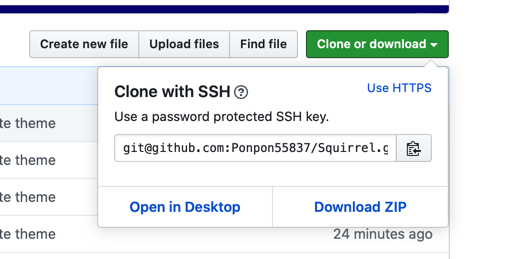 Create new file Upload files Find file Clone or download
Clone with SSH ?
Use HTTPS
te theme
Use a password protected SSH key.
te theme
git@github.com:Ponpon55837/Squirrel.g
te theme
Open in Desktop Download ZIP
te theme
24 minutes ago